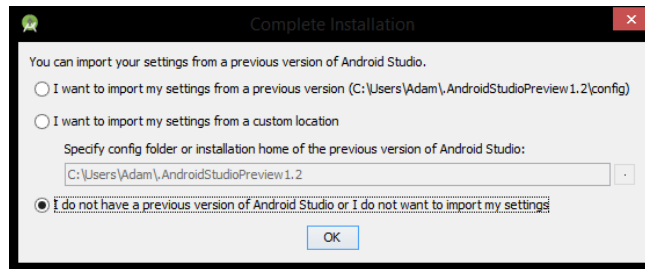 Complete Installation
You can import your settings from a previous version of Android Studio.
I want to import my settings from a previous version (C:\Users\Adam\.AndroidStudioPreview1.2\config)
I want to import my settings from a custom location
Specify config folder or installation home of the previous version of Android Studio:
C:\Users\Adam\.AndroidStudioPreview1.2
I do not have a previous version of Android Studio or I do not want to import my settings
OK